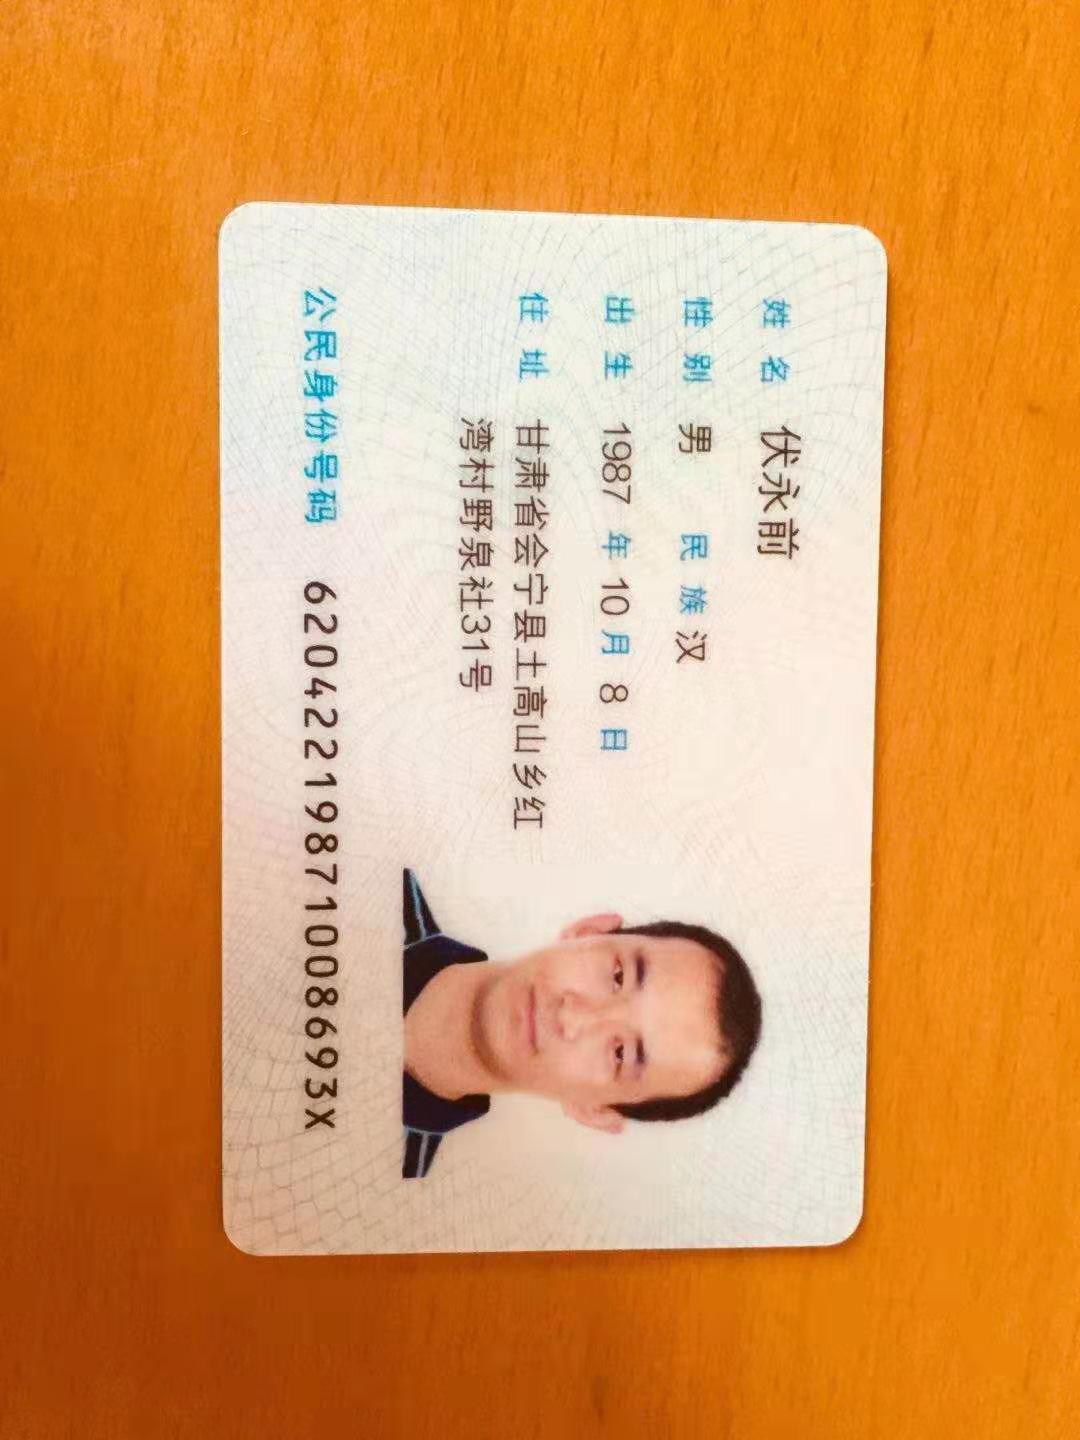 姓名 伏永前
性别 男 民族 汉
出生 1987 年 10 月 8 日
住址 甘肃省会宁县土高山乡红
湾村野泉社31号
公民身份号码 62042219871008693X